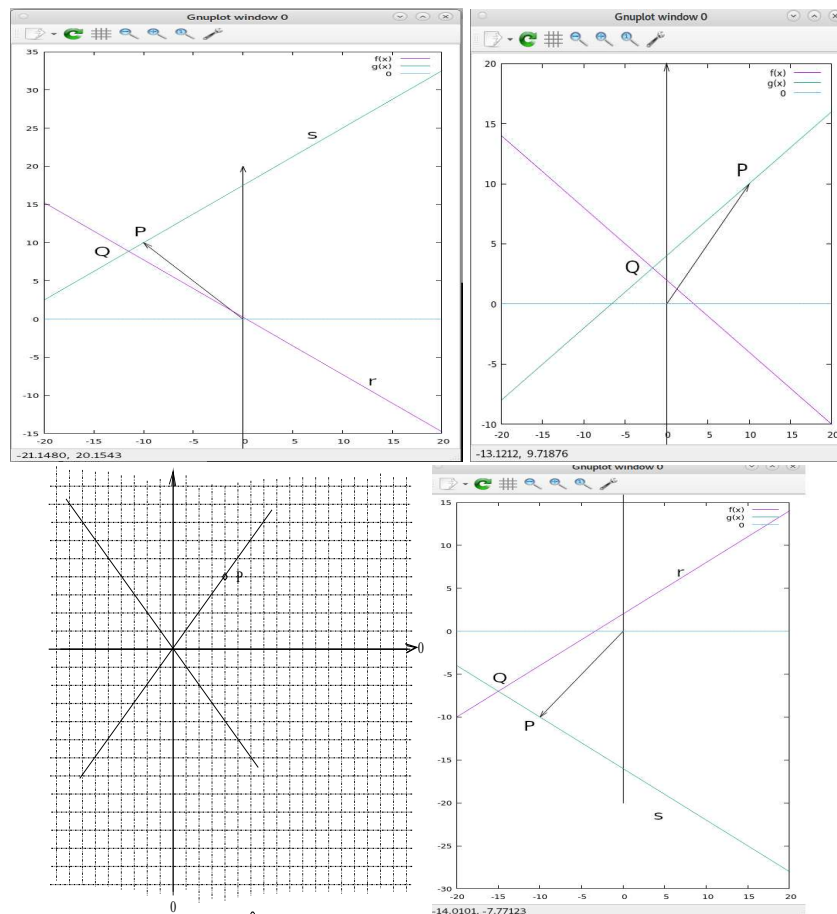 Gnuplot window 0
f(x)
g(x)
0
35
30
25
20
15
10
5
0
-5
-10
-15
-20 -15 -10 -5 0 5 10 15 20
s
P
Q
r
-21.1480, 20.1543
Gnuplot window 0
f(x)
g(x)
0
20
15
10
5
0
-5
-10
-20 -15 -10 -5 0 5 10 15 20
P
Q
-13.1212, 9.71876
P
0
0
Gnuplot window 0
f(x)
g(x)
0
15
10
5
0
-5
-10
-15
-20
-25
-30
-20 -15 -10 -5 0 5 10 15 20
r
Q
P
s
-14.0101, -7.77123